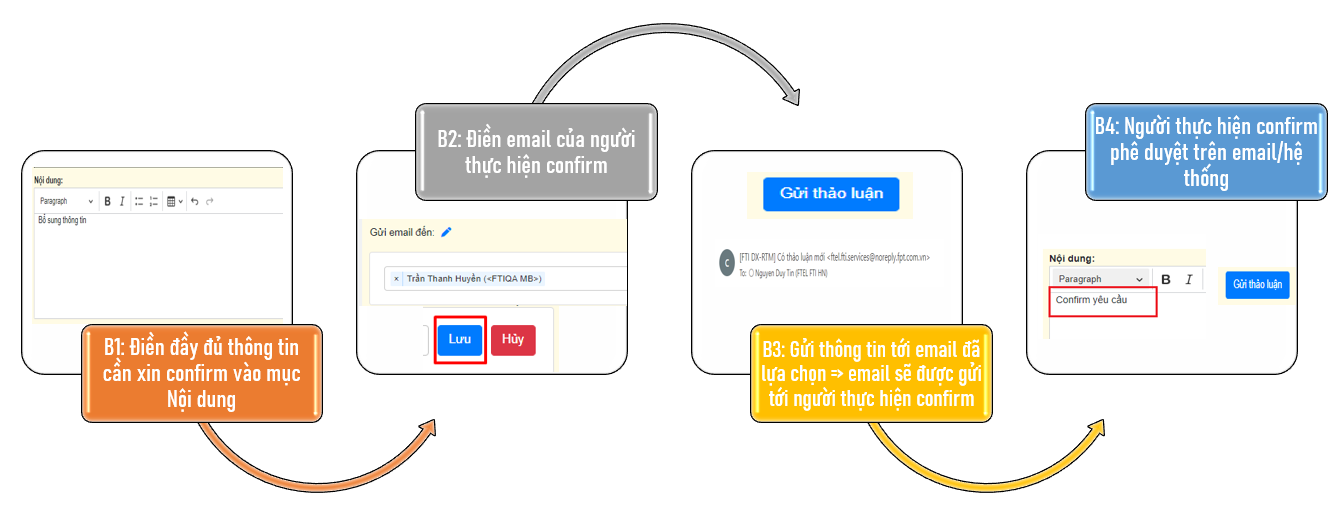 Nội dung:
Paragraph
B I
Bổ sung thông tin
B1: Điền đầy đủ thông tin
cần xin confirm vào mục
Nội dung
B2: Điền email của người
thực hiện confirm
Gửi email đến:
× Trần Thanh Huyền (<FTIQA MB>)
Lưu
Hủy
Gửi thảo luận
C
[FTI DX-RTM] Có thảo luận mới <ftel.fti.services@noreply.fpt.com.vn>
To: Nguyen Duy Tin (FTEL FTI HN)
B3: Gửi thông tin tới email đã
lựa chọn => email sẽ được gửi
tới người thực hiện confirm
B4: Người thực hiện confirm
phê duyệt trên email/hệ
thống
Nội dung:
Paragraph
B I
Confirm yêu cầu
Gửi thảo luận